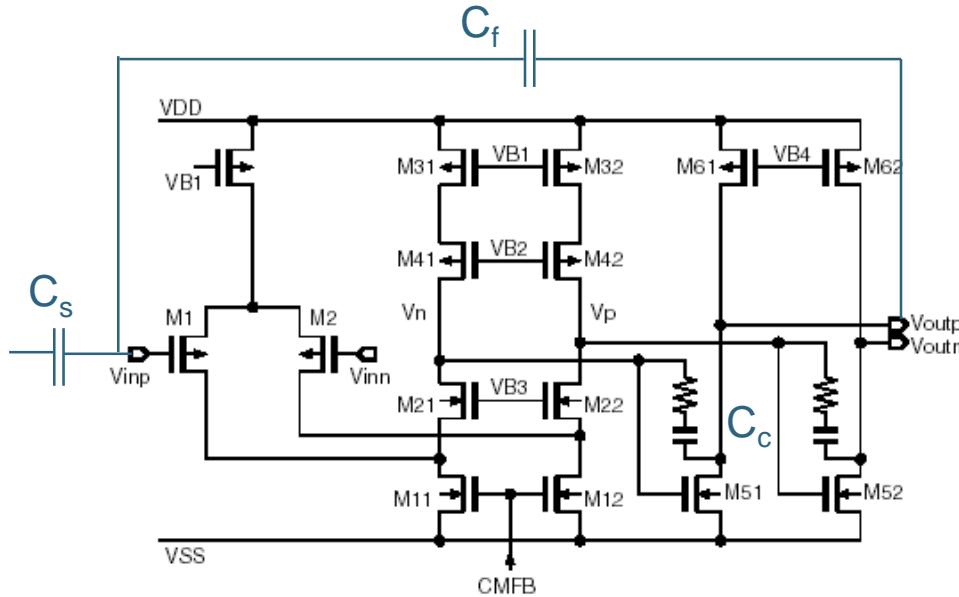 Cf
VDD
VB1
M31
VB1
M32
M61
VB4
M62
M41
VB2
M42
Cs
M1
M2
Vn
Vp
Vinp
Vinn
Voutp
Voutn
M21
VB3
M22
Cc
M11
M12
M51
M52
VSS
CMFB